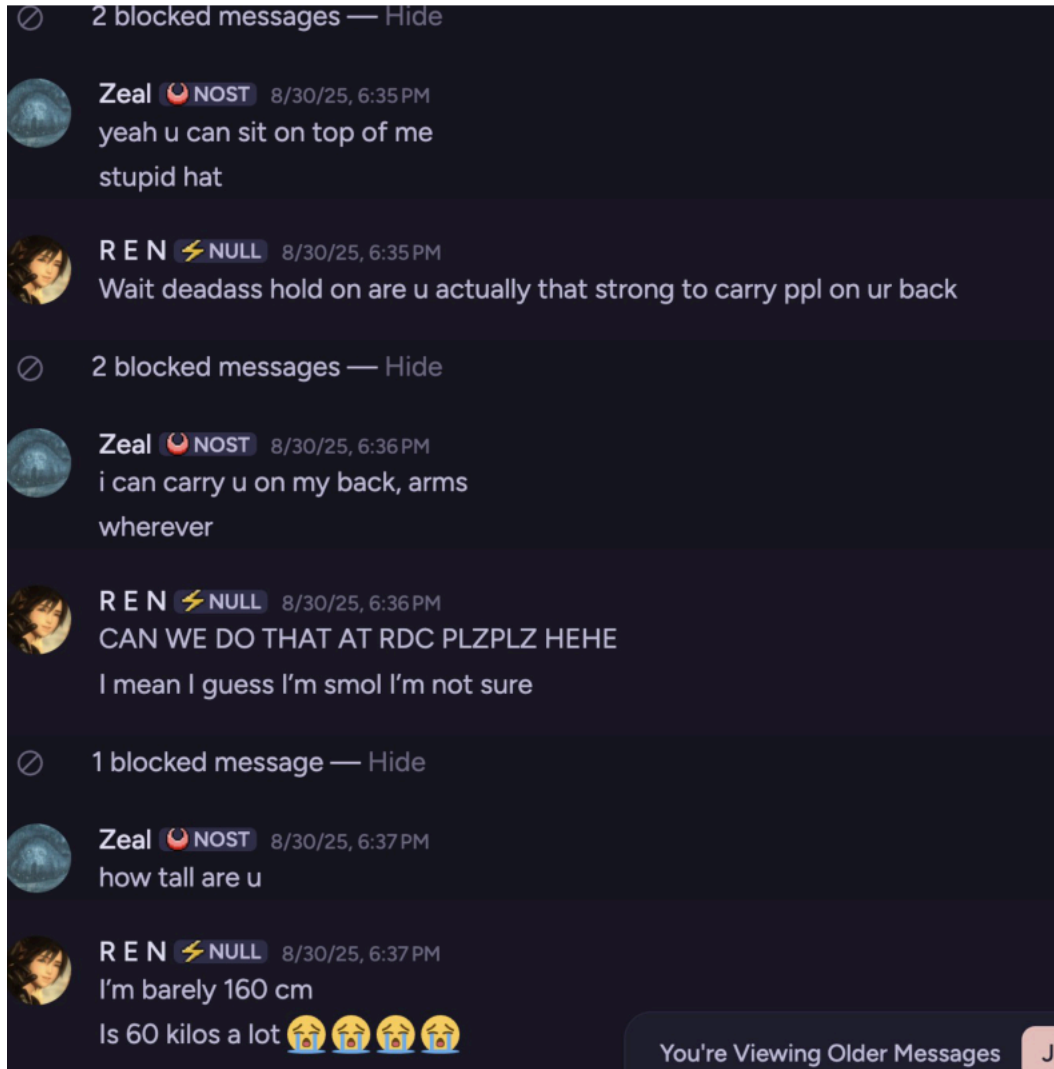 2 blocked messages — Hide
Zeal NOST 8/30/25, 6:35 PM
yeah u can sit on top of me
stupid hat
R E N ⚡ NULL 8/30/25, 6:35 PM
Wait deadass hold on are u actually that strong to carry ppl on ur back
2 blocked messages — Hide
Zeal NOST 8/30/25, 6:36 PM
i can carry u on my back, arms
wherever
R E N ⚡ NULL 8/30/25, 6:36 PM
CAN WE DO THAT AT RDC PLZPLZ HEHE
I mean I guess I’m smol I’m not sure
1 blocked message — Hide
Zeal NOST 8/30/25, 6:37 PM
how tall are u
R E N ⚡ NULL 8/30/25, 6:37 PM
I’m barely 160 cm
Is 60 kilos a lot 😭😭😭😭
You're Viewing Older Messages